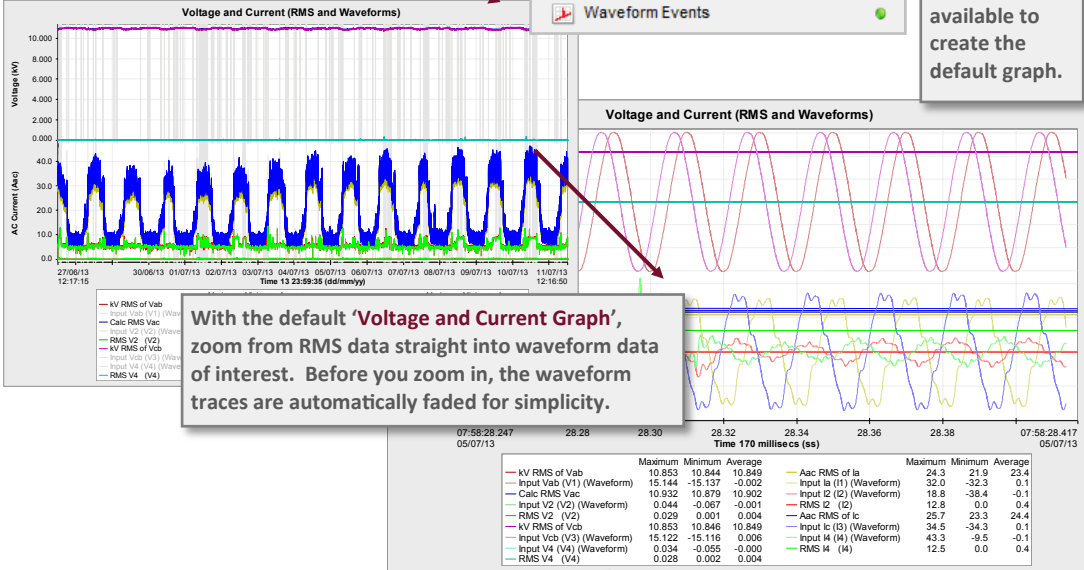 Voltage and Current (RMS and Waveforms)
Waveform Events
available to
create the
default graph.
Voltage (kV)
10.000
8.000
6.000
4.000
2.000
0.000
AC Current (Aac)
40.0
30.0
20.0
10.0
0.0
27/06/13 30/06/13 01/07/13 02/07/13 03/07/13 04/07/13 05/07/13 06/07/13 07/07/13 08/07/13 09/07/13 10/07/13 11/07/13
12:17:15 Time 13 23:59:35 (dd/mm/yy) 12:16:50
kV RMS of Vab
Input Vab (V1) (Wav
Calc RMS Vac
Input V2 (V2) (Wave
RMS V2 (V2)
kV RMS of Vcb
Input Vcb (V3) (Wav
Input V4 (V4) (Wave
RMS V4 (V4)
With the default ‘Voltage and Current Graph’,
zoom from RMS data straight into waveform data
of interest. Before you zoom in, the waveform
traces are automatically faded for simplicity.
Voltage and Current (RMS and Waveforms)
07:58:28.247 28.28 28.30 28.32 28.34 28.36 28.38 07:58:28.417
05/07/13 Time 170 millisecs (ss) 05/07/13
Maximum Minimum Average Maximum Minimum Average
kV RMS of Vab 10.853 10.844 10.849 Aac RMS of Ia 24.3 21.9 23.4
Input Vab (V1) (Waveform) 15.144 -15.137 -0.002 Input Ia (I1) (Waveform) 32.0 -32.3 0.1
Calc RMS Vac 10.932 10.879 10.902 Input I2 (I2) (Waveform) 18.8 -38.4 -0.1
Input V2 (V2) (Waveform) 0.044 -0.067 -0.001 RMS I2 (I2) 12.8 0.0 0.4
RMS V2 (V2) 0.029 0.001 0.004 Aac RMS of Ic 25.7 23.3 24.4
kV RMS of Vcb 10.853 10.846 10.849 Input Ic (I3) (Waveform) 34.5 -34.3 0.1
Input Vcb (V3) (Waveform) 15.122 -15.116 0.006 Input I4 (I4) (Waveform) 43.3 -9.5 -0.1
Input V4 (V4) (Waveform) 0.034 -0.055 -0.000 RMS I4 (I4) 12.5 0.0 0.4
RMS V4 (V4) 0.028 0.002 0.004